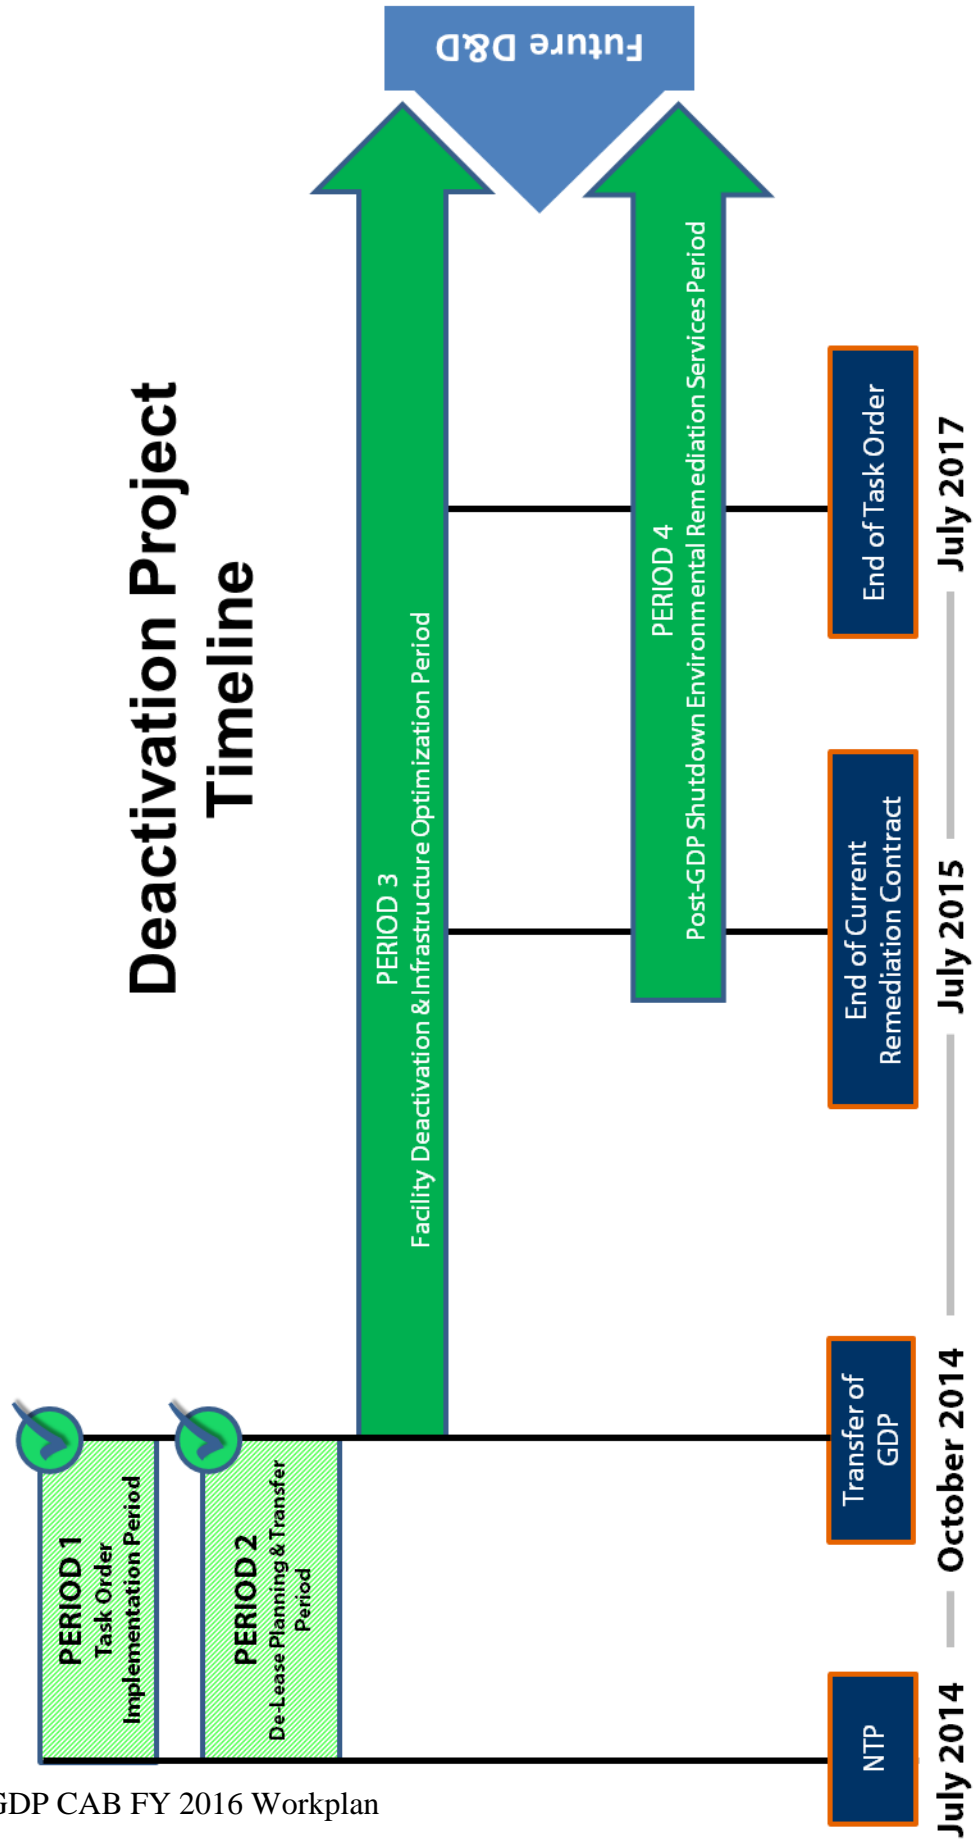 Deactivation Project
Timeline
PERIOD 1
Task Order
Implementation Period
PERIOD 2
De-Lease Planning & Transfer
Period
PERIOD 3
Facility Deactivation & Infrastructure Optimization Period
PERIOD 4
Post-GDP Shutdown Environmental Remediation Services Period
Future D&D
NTP
Transfer of
GDP
End of Current
Remediation Contract
End of Task Order
July 2014
October 2014
July 2015
July 2017
GDP CAB FY 2016 Workplan